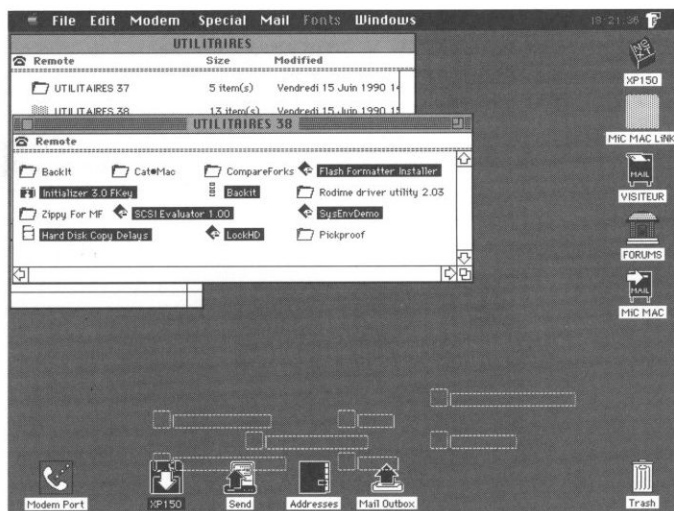 File Edit Modem Special Mail Fonts Windows 18:21:36
UTILITAIRES
Remote Size Modified
UTILITAIRES 37 5 item(s) Vendredi 15 Juin 1990 14
UTILITAIRES 38 13 item(s) Vendredi 15 Juin 1990 15
UTILITAIRES 38
Remote
BackIt Cat•Mac CompareForks Flash Formatter Installer
Initializer 3.0 FKey Backit Rodime driver utility 2.03
Zippy For MF SCSI Evaluator 1.00 SysEnvDemo
Hard Disk Copy Delays LookHD Pickproof
XP150
MiC MAC LiNK
MAIL
VISITEUR
FORUMS
MAIL
MiC MAC
Modem Port XP150 Send Addresses Mail Outbox Trash